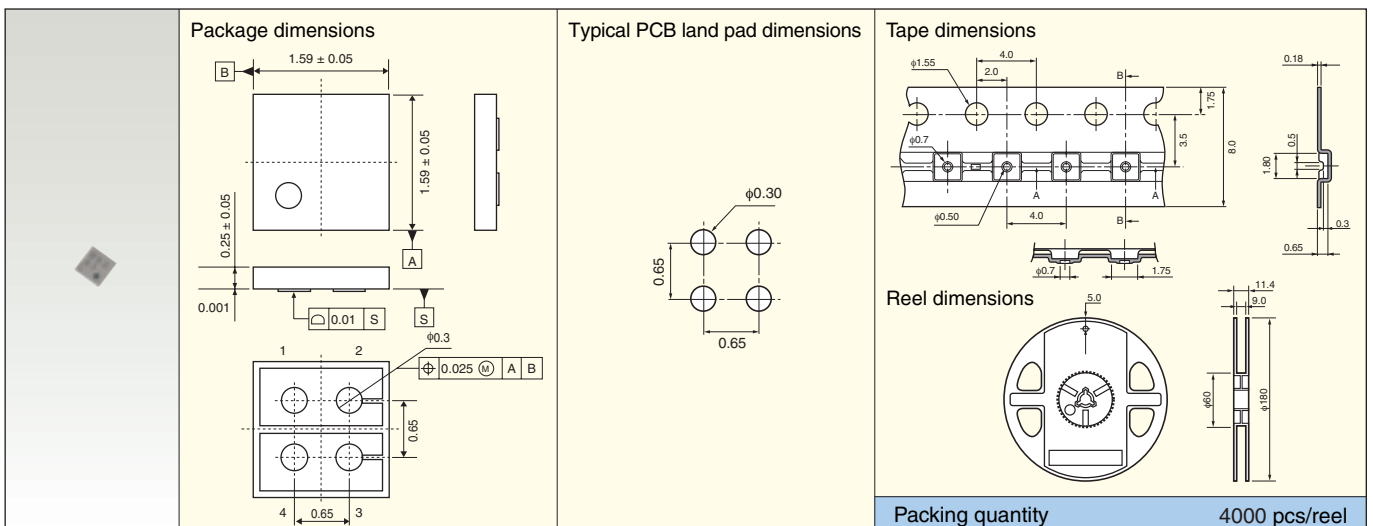 Package dimensions
1.59 ± 0.05
B
1.59 ± 0.05
A
0.25 ± 0.05
0.001
0.01 S
S
φ0.3
0.025 M A B
1 2
0.65
4 0.65 3
Typical PCB land pad dimensions
φ0.30
0.65
0.65
Tape dimensions
4.0
φ1.55
2.0
B
1.75
3.5
8.0
φ0.7
A
A
φ0.50
4.0
B
φ0.7
1.75
0.18
0.5
1.80
0.3
0.65
Reel dimensions
5.0
11.4
9.0
φ60
φ180
Packing quantity 4000 pcs/reel